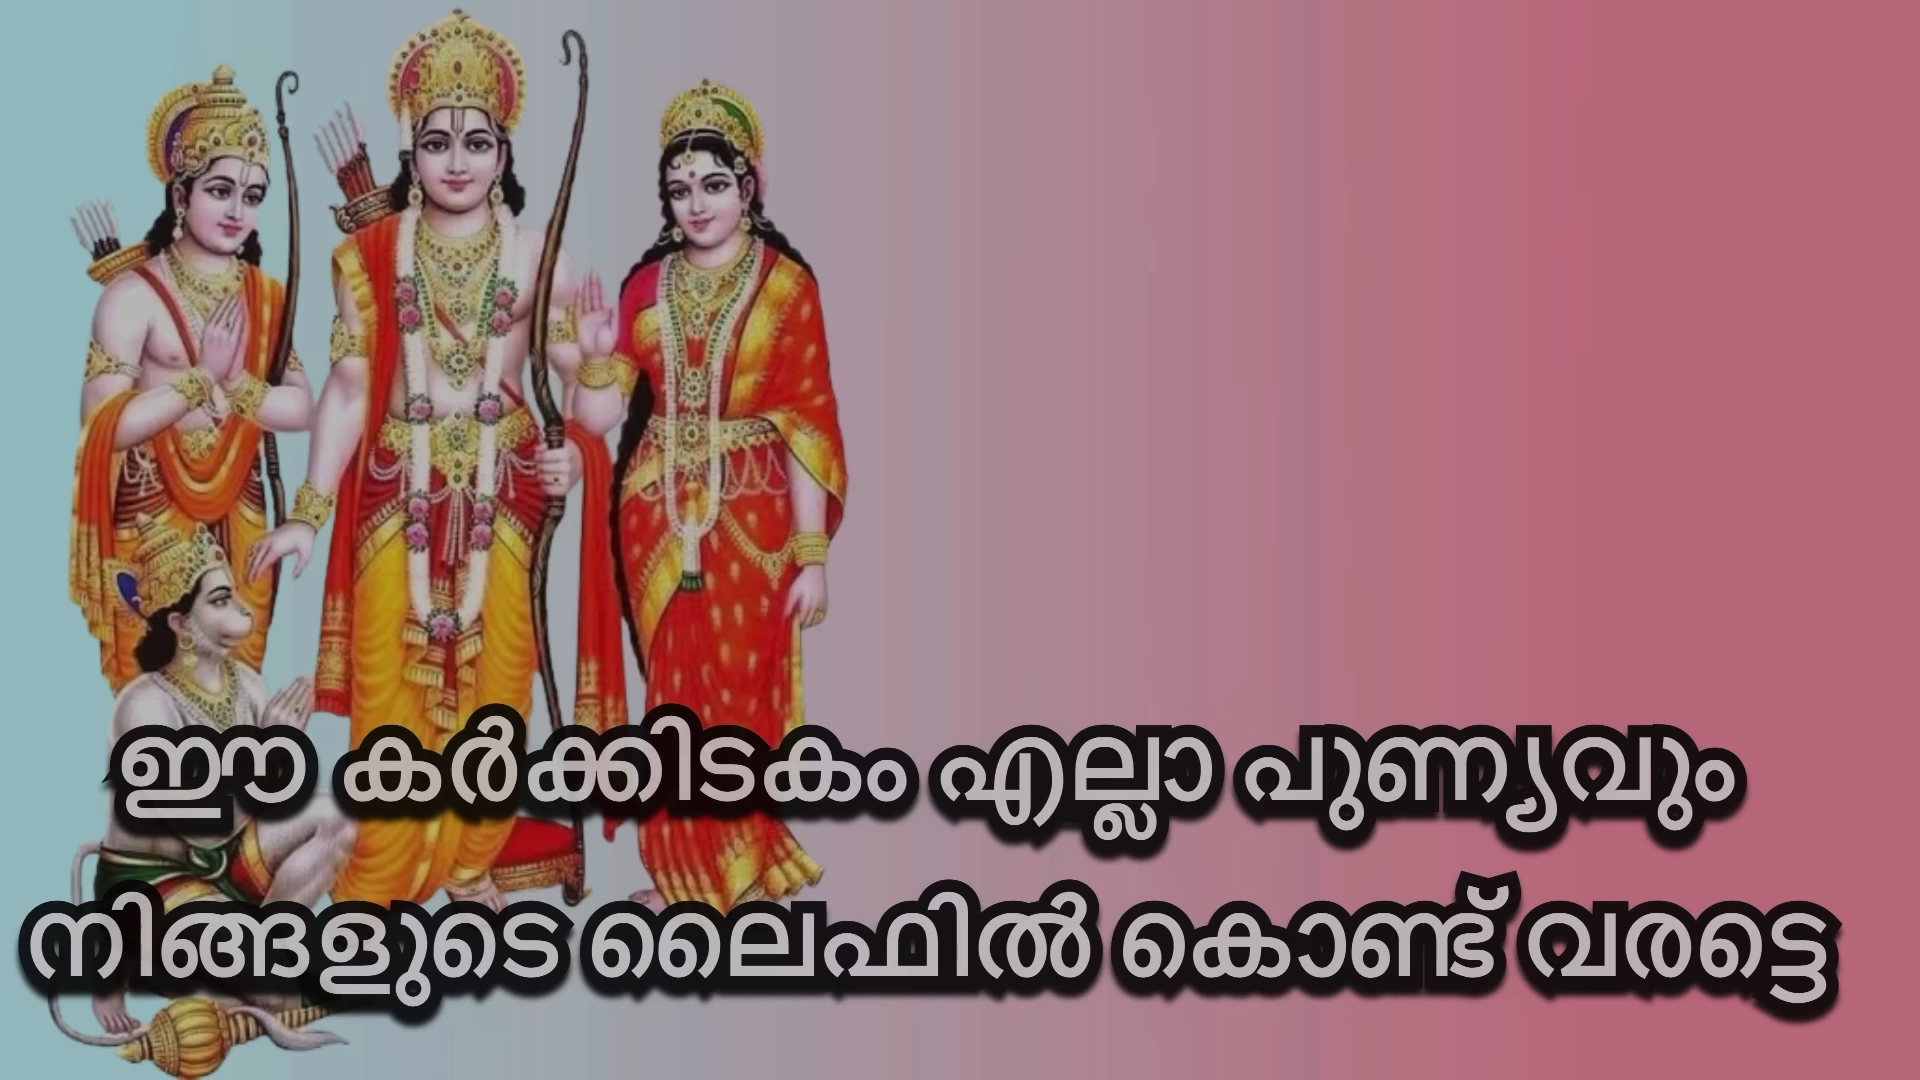 ഈ കർക്കിടകം എല്ലാ പുണ്യവും
നിങ്ങളുടെ ലൈഫിൽ കൊണ്ട് വരട്ടെ